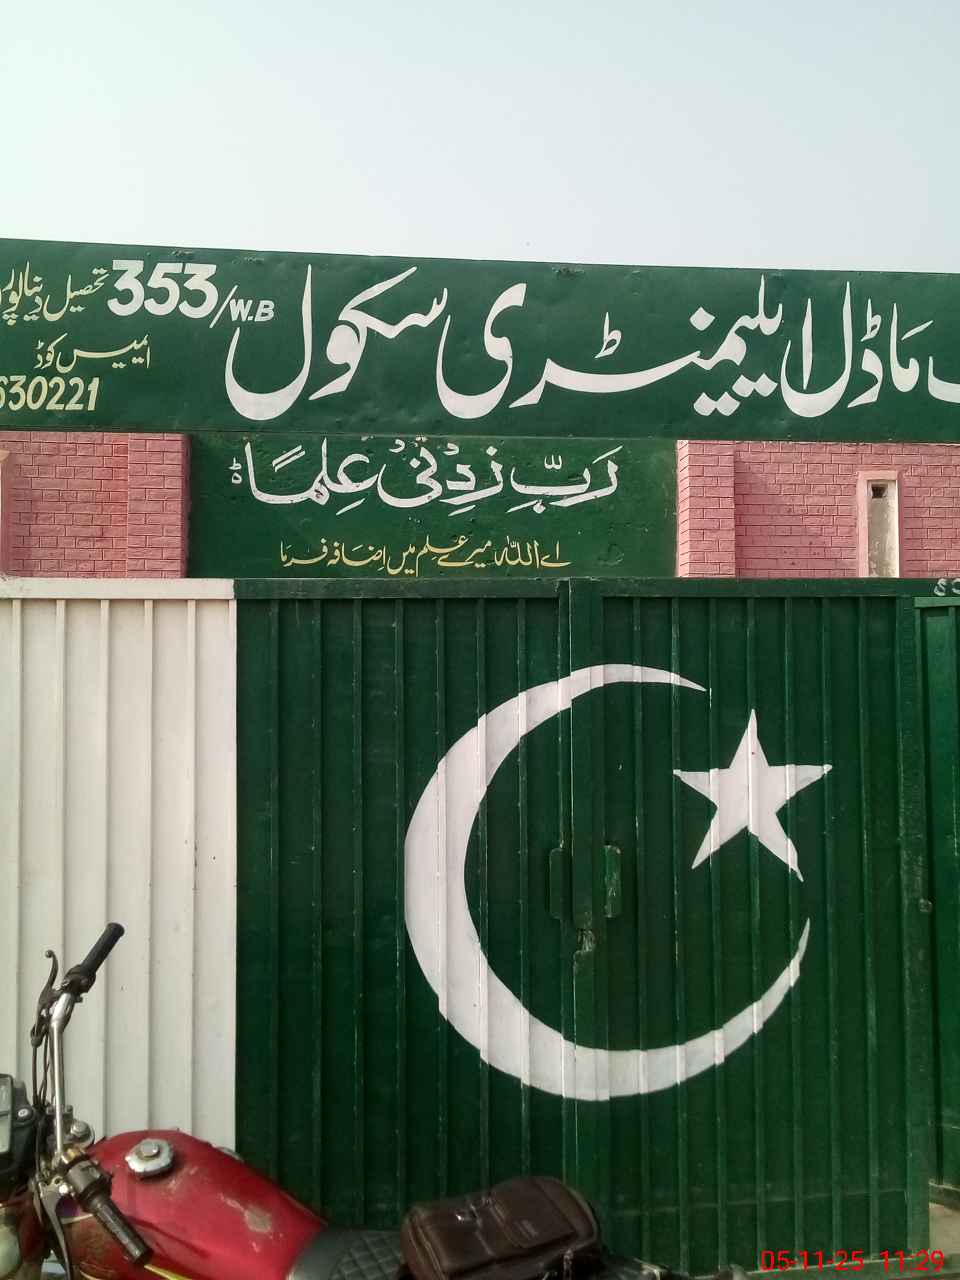 ماڈل ایلیمنٹری سکول 353/W.B تحصیل دنیاپور
ایمیس کوڈ
630221
رَبِّ زِدْنِیْ عِلْمًا
اے اللہ میرے علم میں اضافہ فرما
05-11-25 11:29